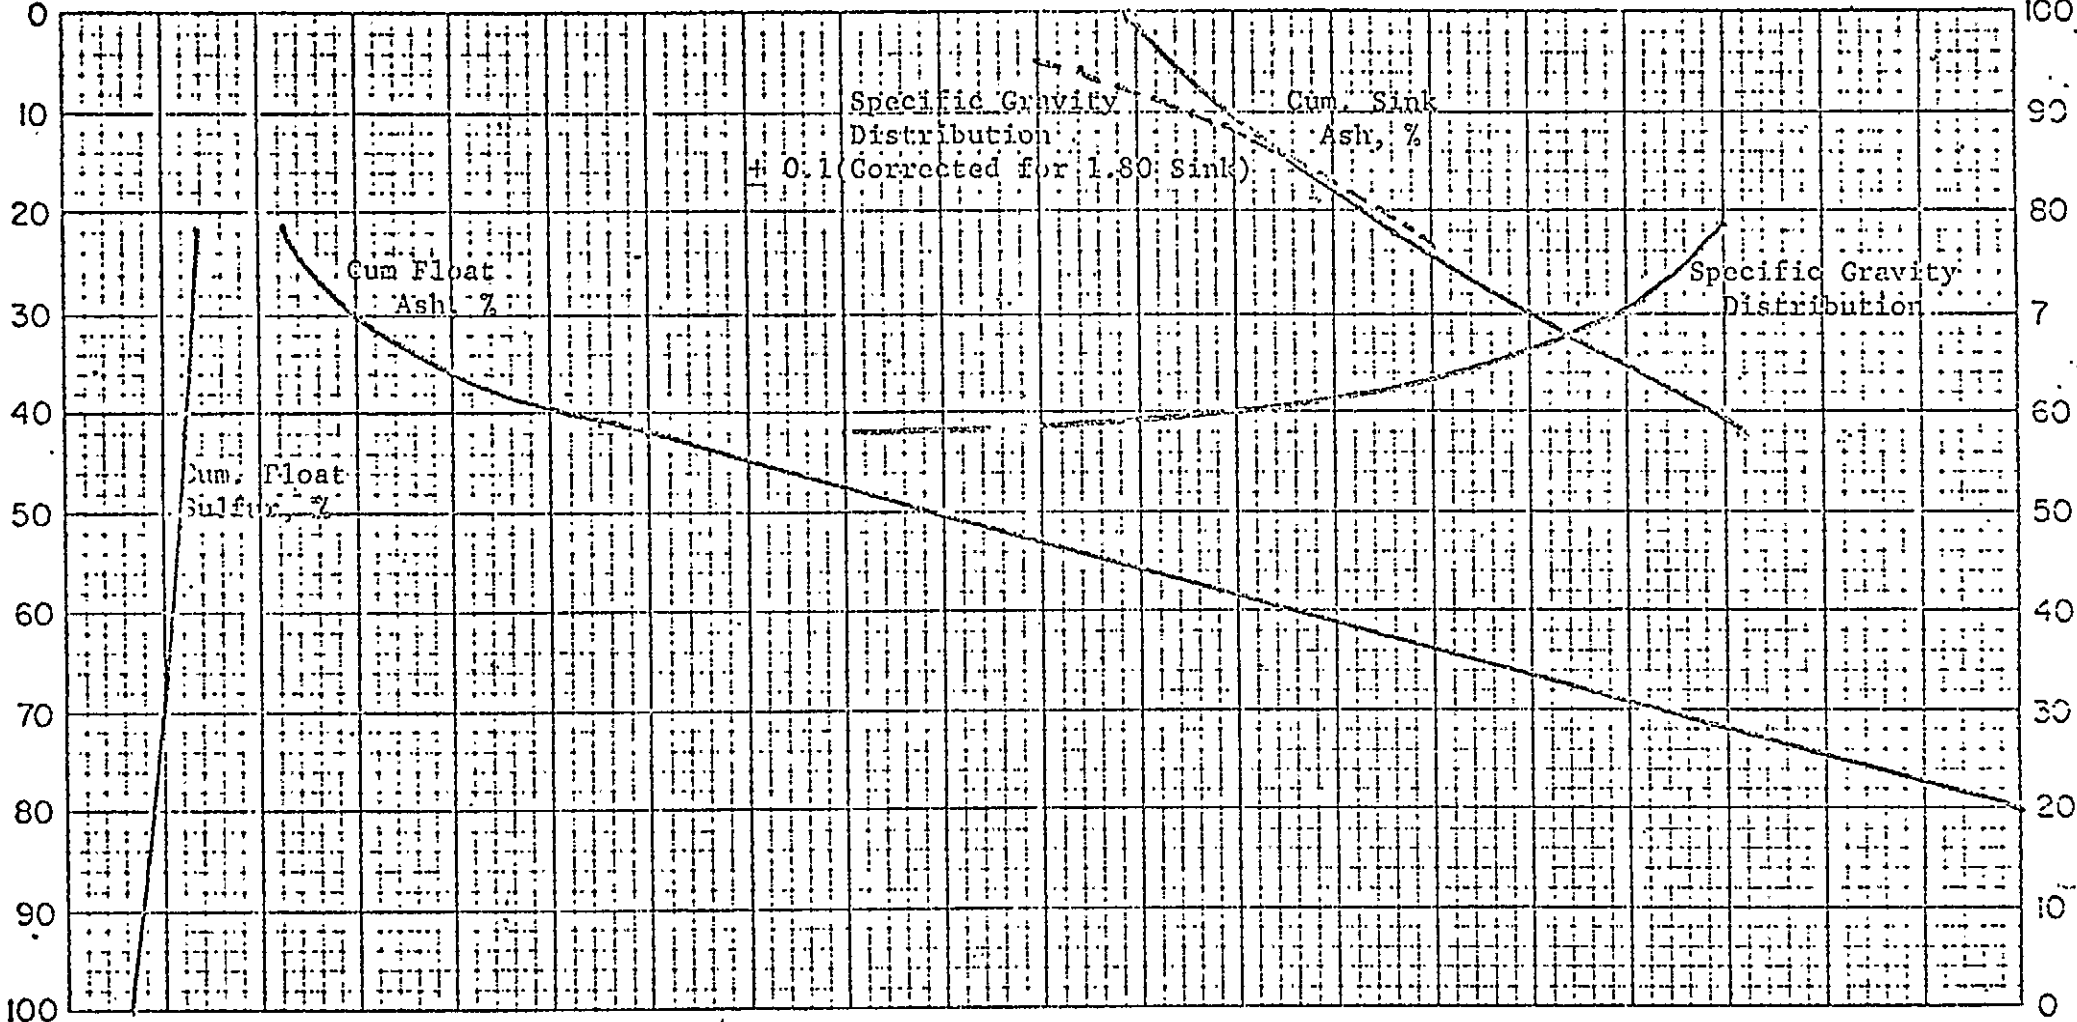 0
10
20
30
40
50
60
70
80
90
100
Specific Gravity
Distribution
+ 0.1(Corrected for 1.80 Sink)
Cum. Sink
Ash, %
Cum Float
Ash, %
Cum. Float
Sulfur, %
Specific Gravity
Distribution
100
90
80
7
60
50
40
30
20
10
0